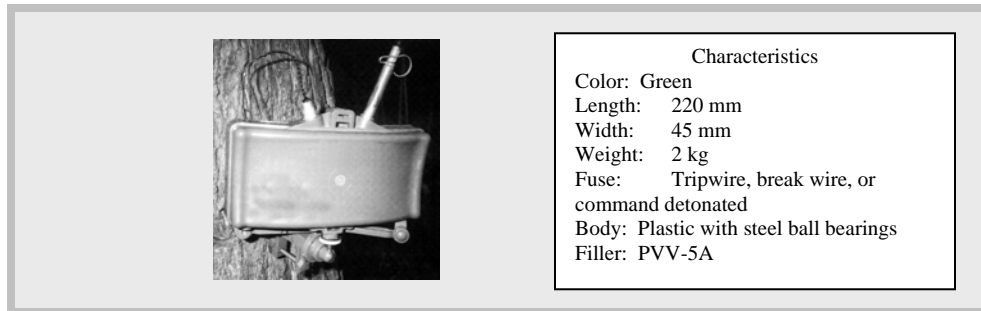 Characteristics
Color: Green
Length: 220 mm
Width: 45 mm
Weight: 2 kg
Fuse: Tripwire, break wire, or
command detonated
Body: Plastic with steel ball bearings
Filler: PVV-5A